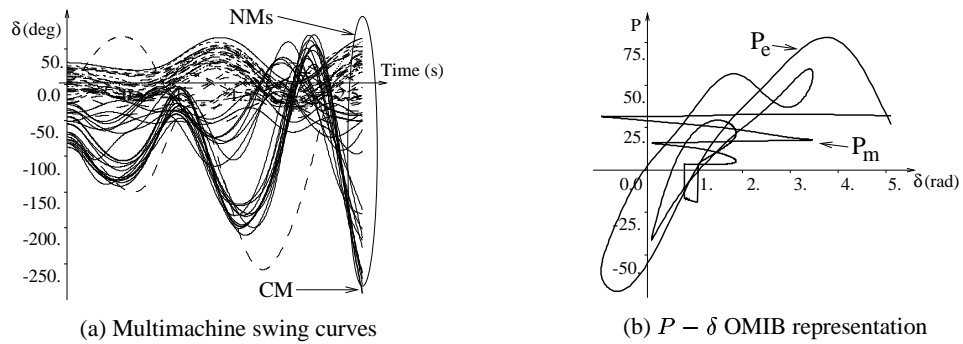 δ(deg)
NMs
50.
Time (s)
0.0
-50.
-100.
-150.
-200.
-250.
CM
(a) Multimachine swing curves
P
75.
Pe
50.
25.
Pm
0.0
1.
2.
3.
4.
5.
δ(rad)
-25.
-50.
(b) P − δ OMIB representation